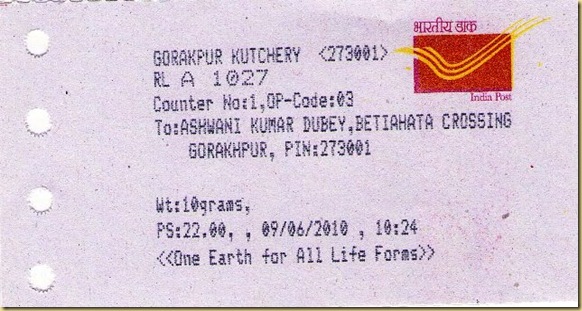 भारतीय डाक
India Post
GORAKPUR KUTCHERY <273001>
RL A 1027
Counter No:1,OP-Code:03
To:ASHWANI KUMAR DUBEY,BETIAHATA CROSSING
GORAKHPUR, PIN:273001
Wt:10grams,
PS:22.00, , 09/06/2010 , 10:24
<<One Earth for All Life Forms>>